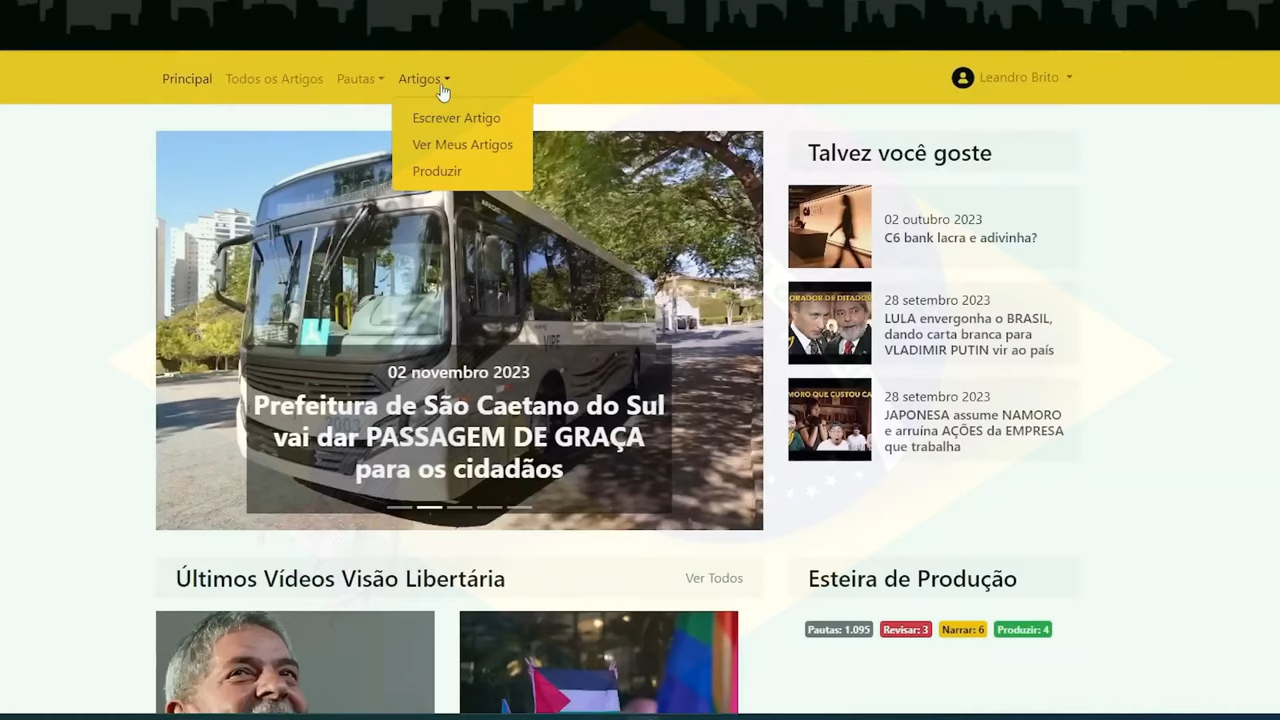 Principal
Todos os Artigos
Pautas
Artigos
Leandro Brito
Escrever Artigo
Ver Meus Artigos
Produzir
02 novembro 2023
Prefeitura de São Caetano do Sul
vai dar PASSAGEM DE GRAÇA
para os cidadãos
Talvez você goste
02 outubro 2023
C6 bank lacra e adivinha?
28 setembro 2023
LULA envergonha o BRASIL,
dando carta branca para
VLADIMIR PUTIN vir ao país
28 setembro 2023
JAPONESA assume NAMORO
e arruína AÇÕES da EMPRESA
que trabalha
Últimos Vídeos Visão Libertária
Ver Todos
Esteira de Produção
Pautas: 1.095
Revisar: 3
Narrar: 6
Produzir: 4